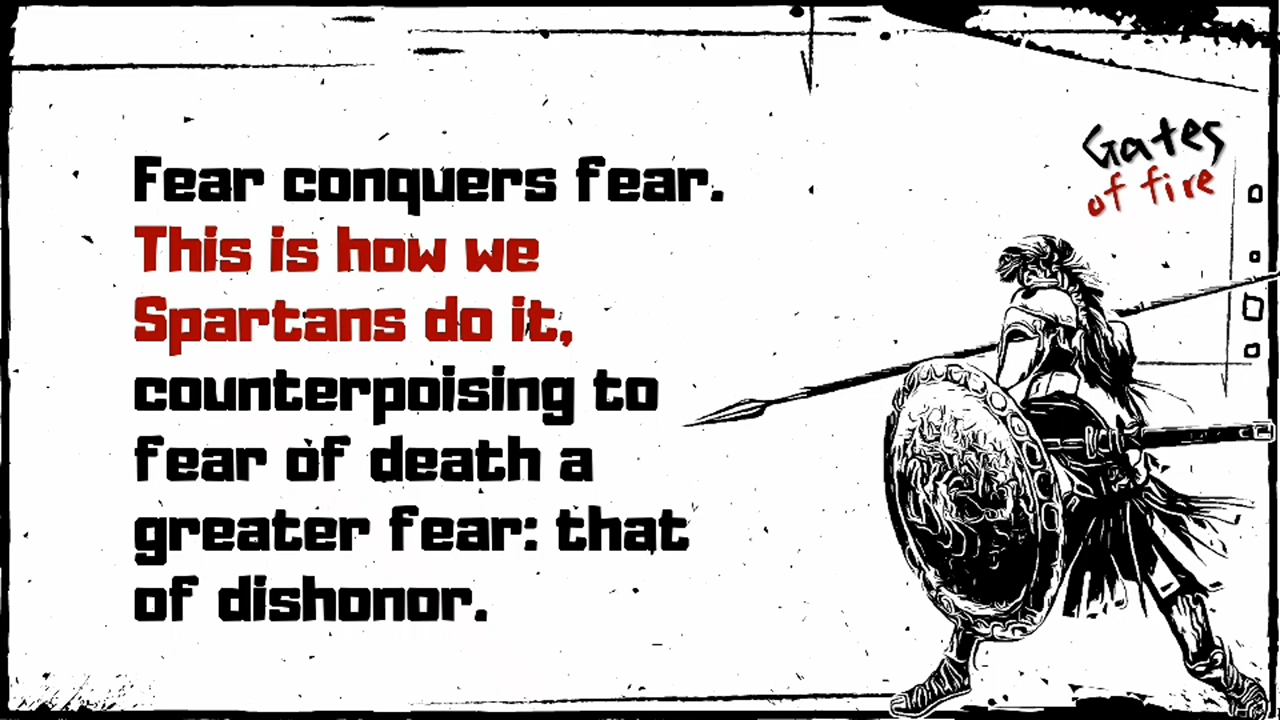 Fear conquers fear.
This is how we
Spartans do it,
counterpoising to
fear of death a
greater fear: that
of dishonor.
Gates
of fire